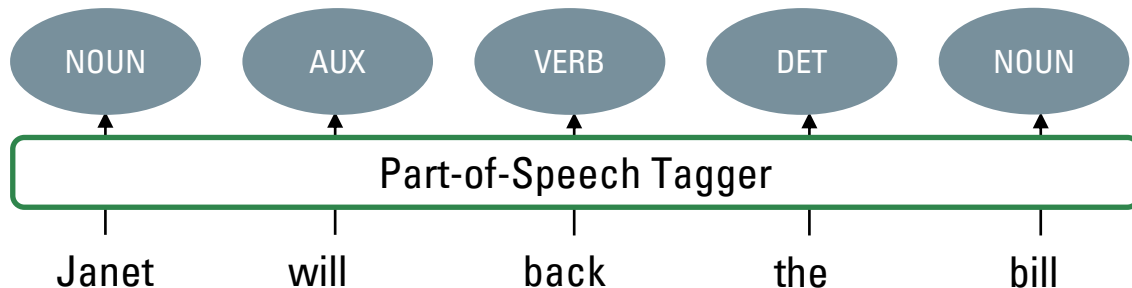 NOUN AUX VERB DET NOUN
Part-of-Speech Tagger
Janet will back the bill